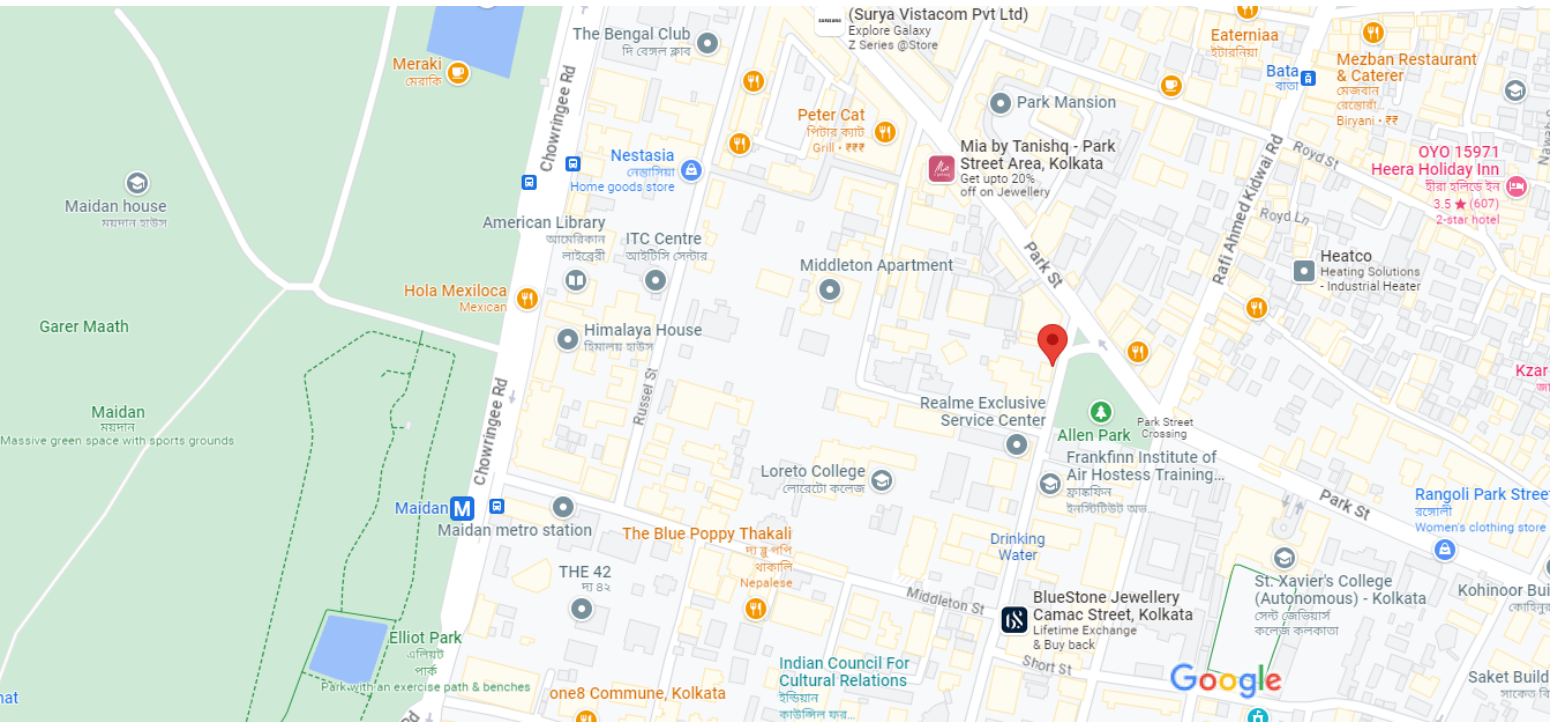 (Surya Vistacom Pvt Ltd)
Explore Galaxy
Z Series @Store
SAMSUNG
The Bengal Club
দি বেঙ্গল ক্লাব
Eaterniaa
ইটারনিয়া
Meraki
মেরাকি
Bata
বাতা
Mezban Restaurant
& Caterer
মেজবান
রেস্তোরাঁ...
Biryani • ₹₹
Chowringee Rd
Park Mansion
Peter Cat
পিটার ক্যাট
Grill • ₹₹₹
Mia by Tanishq - Park
Street Area, Kolkata
Get upto 20%
off on Jewellery
Mia
Nestasia
নেস্তাসিয়া
Home goods store
Royd St
OYO 15971
Heera Holiday Inn
হীরা হলিডে ইন
3.5 ★ (607)
2-star hotel
Maidan house
ময়দান হাউস
Royd Ln
Rafi Ahmed Kidwai Rd
American Library
আমেরিকান
লাইব্রেরী
ITC Centre
আইটিসি সেন্টার
Park St
Middleton Apartment
Heatco
Heating Solutions
- Industrial Heater
Hola Mexiloca
Mexican
Garer Maath
Himalaya House
হিমালয় হাউস
Kzar
Russel St
Chowringee Rd
Maidan
ময়দান
Massive green space with sports grounds
Realme Exclusive
Service Center
Allen Park
Park Street
Crossing
Loreto College
লোরেটো কলেজ
Frankfinn Institute of
Air Hostess Training...
ফ্রাঙ্কফিন
ইনস্টিটিউট অভ...
Park St
Rangoli Park Stree
রঙ্গোলী
Women's clothing store
Maidan
M
Maidan metro station
The Blue Poppy Thakali
দ্য ব্লু পপি
থাকালি
Nepalese
Drinking
Water
THE 42
দ্য ৪২
Middleton St
BlueStone Jewellery
Camac Street, Kolkata
Lifetime Exchange
& Buy back
St. Xavier's College
(Autonomous) - Kolkata
সেন্ট জেভিয়ার্স
কলেজ কলকাতা
Kohinoor Bui
কোহিনুর
Elliot Park
এলিয়ট
পার্ক
Park with an exercise path & benches
Short St
Indian Council For
Cultural Relations
ইন্ডিয়ান
কাউন্সিল ফর...
Google
Saket Build
সাকেত বি
one8 Commune, Kolkata